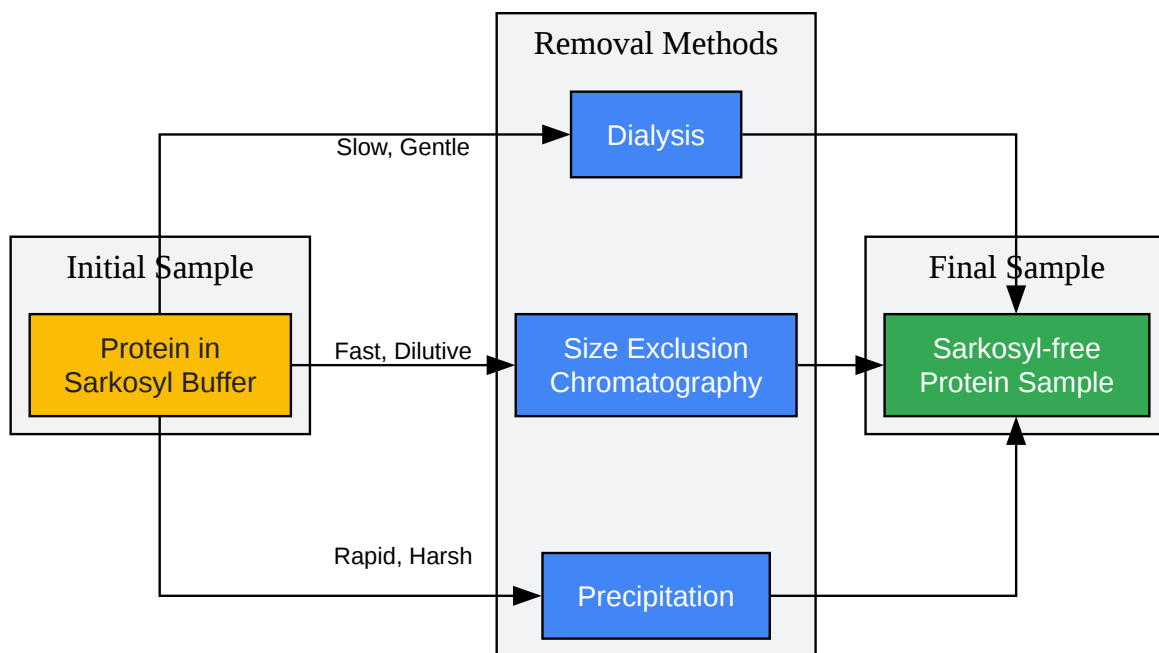 Removal Methods
Dialysis
Slow, Gentle
Initial Sample
Final Sample
Protein in
Sarkosyl Buffer
Fast, Dilutive
Size Exclusion
Chromatography
Sarkosyl-free
Protein Sample
Rapid, Harsh
Precipitation